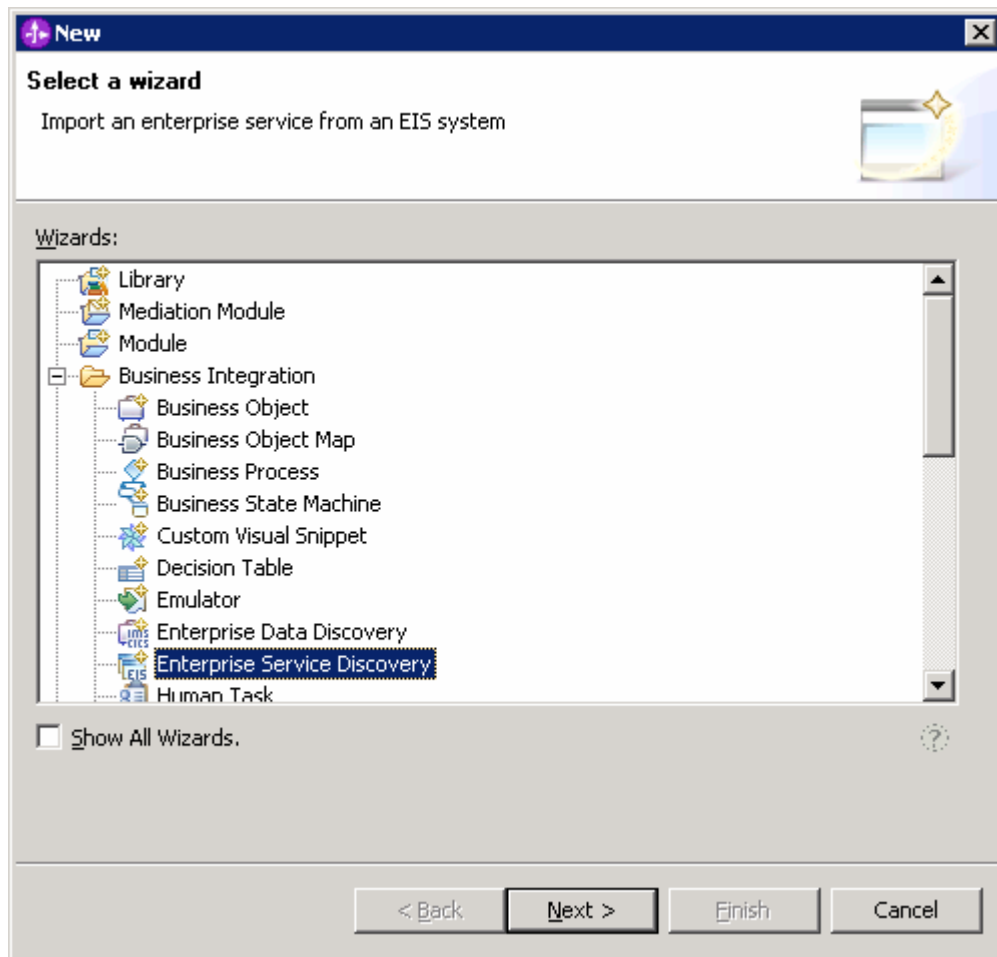 New
Select a wizard
Import an enterprise service from an EIS system
Wizards:
Library
Mediation Module
Module
Business Integration
Business Object
Business Object Map
Business Process
Business State Machine
Custom Visual Snippet
Decision Table
Emulator
Enterprise Data Discovery
Enterprise Service Discovery
Human Task
Show All Wizards.
?
< Back Next > Finish Cancel